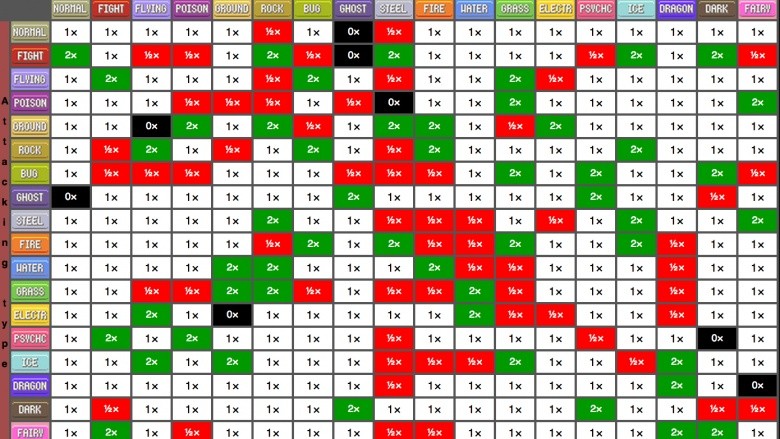 NORMAL FIGHT FLYING POISON GROUND ROCK BUG GHOST STEEL FIRE WATER GRASS ELECTR PSYCHC ICE DRAGON DARK FAIRY
Attacking type
NORMAL 1× 1× 1× 1× 1× ½× 1× 0× ½× 1× 1× 1× 1× 1× 1× 1× 1× 1×
FIGHT 2× 1× ½× ½× 1× 2× ½× 0× 2× 1× 1× 1× 1× ½× 2× 1× 2× ½×
FLYING 1× 2× 1× 1× 1× ½× 2× 1× ½× 1× 1× 2× ½× 1× 1× 1× 1× 1×
POISON 1× 1× 1× ½× ½× ½× 1× ½× 0× 1× 1× 2× 1× 1× 1× 1× 1× 2×
GROUND 1× 1× 0× 2× 1× 2× ½× 1× 2× 2× 1× ½× 2× 1× 1× 1× 1× 1×
ROCK 1× ½× 2× 1× ½× 1× 2× 1× ½× 2× 1× 1× 1× 1× 2× 1× 1× 1×
BUG 1× ½× ½× ½× 1× 1× 1× ½× ½× ½× 1× 2× 1× 2× 1× 1× 2× ½×
GHOST 0× 1× 1× 1× 1× 1× 1× 2× 1× 1× 1× 1× 1× 2× 1× 1× ½× 1×
STEEL 1× 1× 1× 1× 1× 2× 1× 1× ½× ½× ½× 1× ½× 1× 2× 1× 1× 2×
FIRE 1× 1× 1× 1× 1× ½× 2× 1× 2× ½× ½× 2× 1× 1× 2× ½× 1× 1×
WATER 1× 1× 1× 1× 2× 2× 1× 1× 1× 2× ½× ½× 1× 1× 1× ½× 1× 1×
GRASS 1× 1× ½× ½× 2× 2× ½× 1× ½× ½× 2× ½× 1× 1× 1× ½× 1× 1×
ELECTR 1× 1× 2× 1× 0× 1× 1× 1× 1× 1× 2× ½× ½× 1× 1× ½× 1× 1×
PSYCHC 1× 2× 1× 2× 1× 1× 1× 1× ½× 1× 1× 1× 1× ½× 1× 1× 0× 1×
ICE 1× 1× 2× 1× 2× 1× 1× 1× ½× ½× ½× 2× 1× 1× ½× 2× 1× 1×
DRAGON 1× 1× 1× 1× 1× 1× 1× 1× ½× 1× 1× 1× 1× 1× 1× 2× 1× 0×
DARK 1× ½× 1× 1× 1× 1× 1× 2× 1× 1× 1× 1× 1× 2× 1× 1× ½× ½×
FAIRY 1× 2× 1× ½× 1× 1× 1× 1× ½× ½× 1× 1× 1× 1× 1× 2× 2× 1×